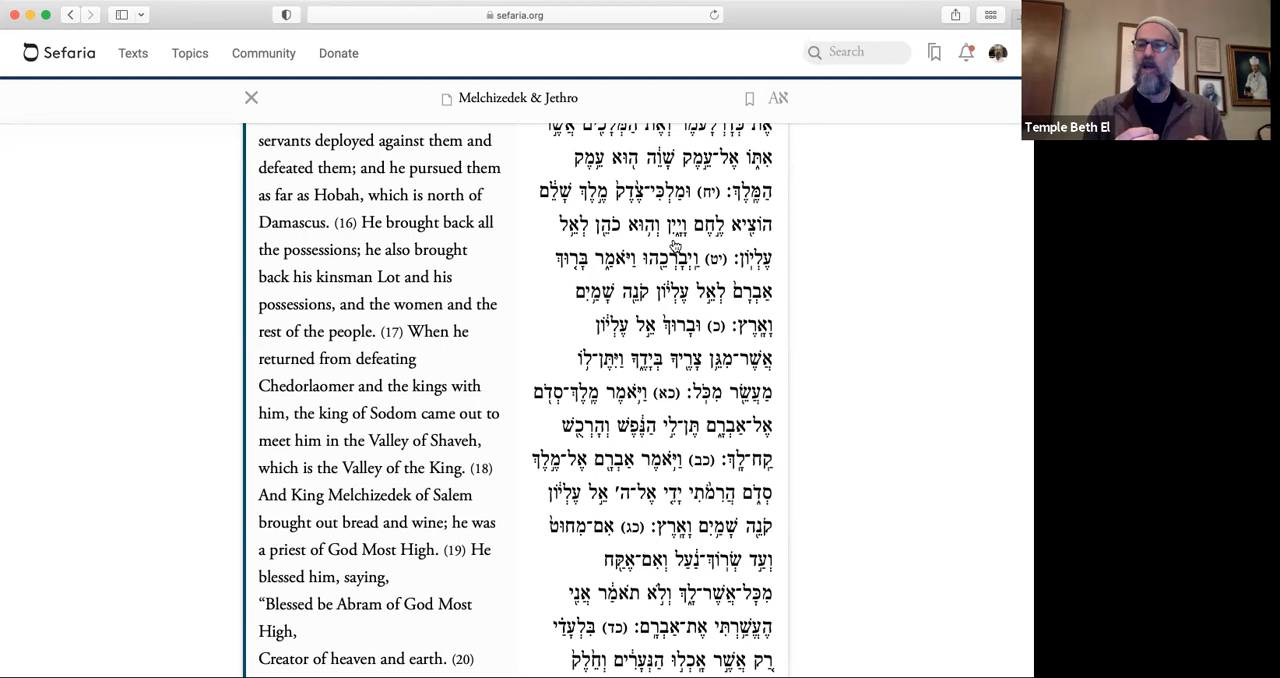 sefaria.org
Sefaria
Texts
Topics
Community
Donate
Search
Melchizedek & Jethro
servants deployed against them and
defeated them; and he pursued them
as far as Hobah, which is north of
Damascus. (16) He brought back all
the possessions; he also brought
back his kinsman Lot and his
possessions, and the women and the
rest of the people. (17) When he
returned from defeating
Chedorlaomer and the kings with
him, the king of Sodom came out to
meet him in the Valley of Shaveh,
which is the Valley of the King. (18)
And King Melchizedek of Salem
brought out bread and wine; he was
a priest of God Most High. (19) He
blessed him, saying,
“Blessed be Abram of God Most
High,
Creator of heaven and earth. (20)
אֶת־כְּדׇרְלָעֹמֶר וְאֶת־הַמְּלָכִים אֲשֶׁר
אִתּוֹ אֶל־עֵמֶק שָׁוֵה הוּא עֵמֶק
הַמֶּלֶךְ׃ (יח) וּמַלְכִּי־צֶדֶק מֶלֶךְ שָׁלֵם
הוֹצִיא לֶחֶם וָיָיִן וְהוּא כֹהֵן לְאֵל
עֶלְיוֹן׃ (יט) וַיְבָרְכֵהוּ וַיֹּאמַר בָּרוּךְ
אַבְרָם לְאֵל עֶלְיוֹן קֹנֵה שָׁמַיִם
וָאָרֶץ׃ (כ) וּבָרוּךְ אֵל עֶלְיוֹן
אֲשֶׁר־מִגֵּן צָרֶיךָ בְּיָדֶךָ וַיִּתֶּן־לוֹ
מַעֲשֵׂר מִכֹּל׃ (כא) וַיֹּאמֶר מֶלֶךְ־סְדֹם
אֶל־אַבְרָם תֶּן־לִי הַנֶּפֶשׁ וְהָרְכֻשׁ
קַח־לָךְ׃ (כב) וַיֹּאמֶר אַבְרָם אֶל־מֶלֶךְ
סְדֹם הֲרִמֹתִי יָדִי אֶל־ה׳ אֵל עֶלְיוֹן
קֹנֵה שָׁמַיִם וָאָרֶץ׃ (כג) אִם־מִחוּט
וְעַד שְׂרוֹךְ־נַעַל וְאִם־אֶקַּח
מִכׇּל־אֲשֶׁר־לָךְ וְלֹא תֹאמַר אֲנִי
הֶעֱשַׁרְתִּי אֶת־אַבְרָם׃ (כד) בִּלְעָדַי
רַק אֲשֶׁר אָכְלוּ הַנְּעָרִים וְחֵלֶק
Temple Beth El